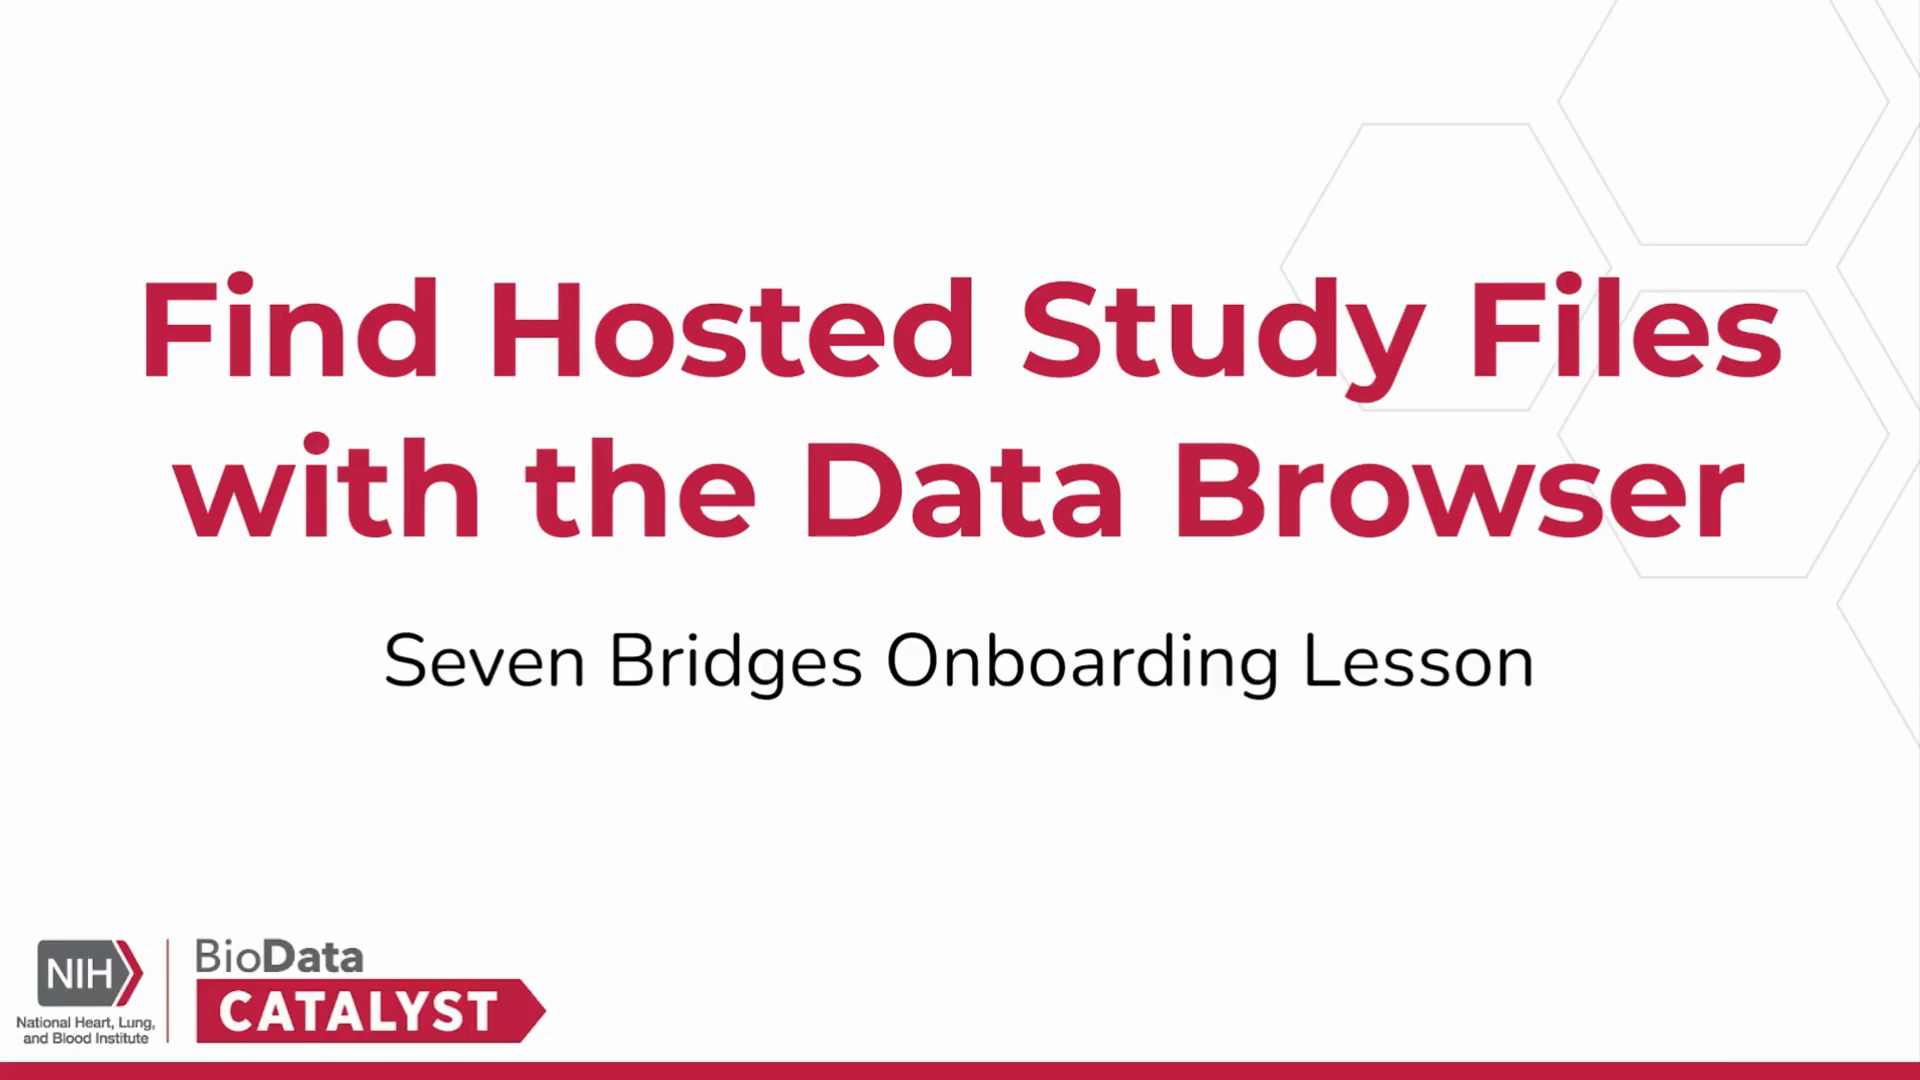 Find Hosted Study Files
with the Data Browser
Seven Bridges Onboarding Lesson
NIH
National Heart, Lung,
and Blood Institute
BioData
CATALYST